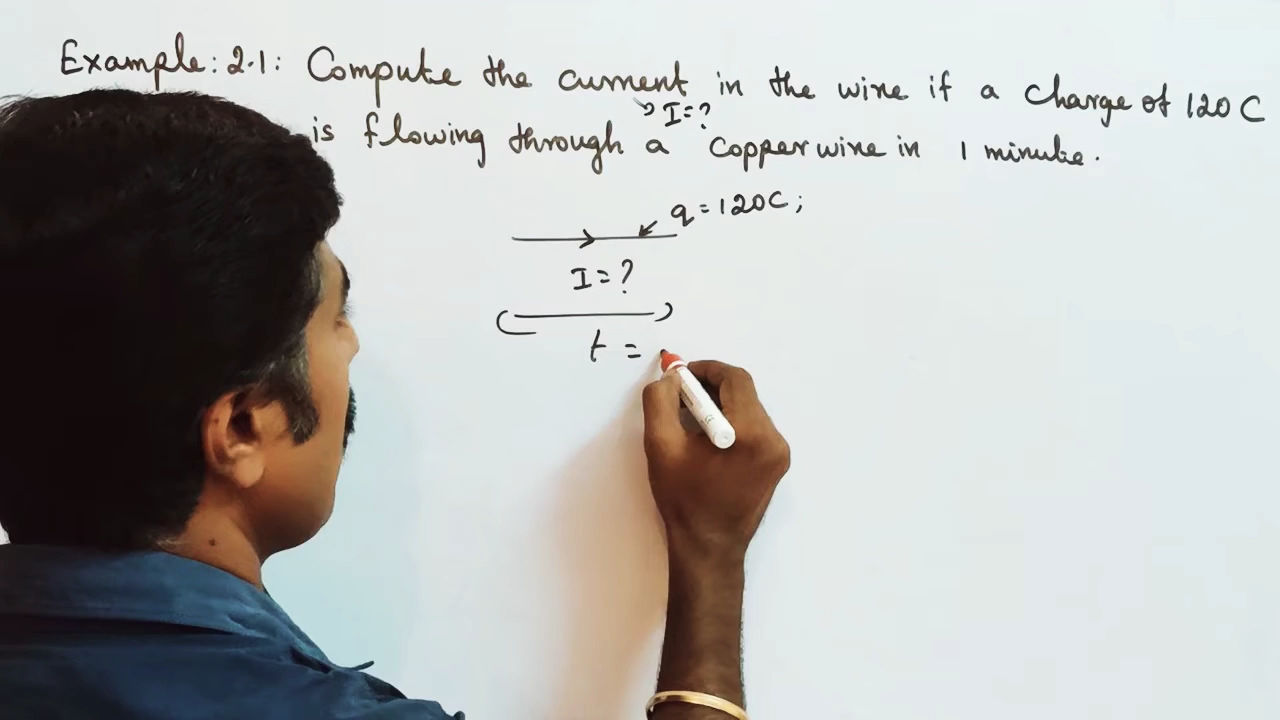 Example: 2.1: Compute the current in the wire if a charge of 120 C
I=?
is flowing through a copper wire in 1 minute.
q = 120C;
I = ?
t =